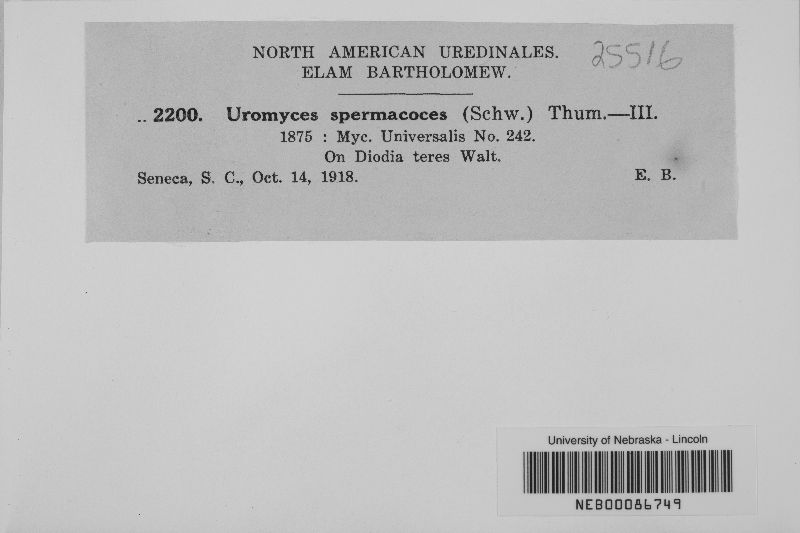 NORTH AMERICAN UREDINALES.
25516
ELAM BARTHOLOMEW.
.. 2200. Uromyces spermacoces (Schw.) Thum.—III.
1875 : Myc. Universalis No. 242.
On Diodia teres Walt.
Seneca, S. C., Oct. 14, 1918. E. B.
University of Nebraska - Lincoln
NEB00086749